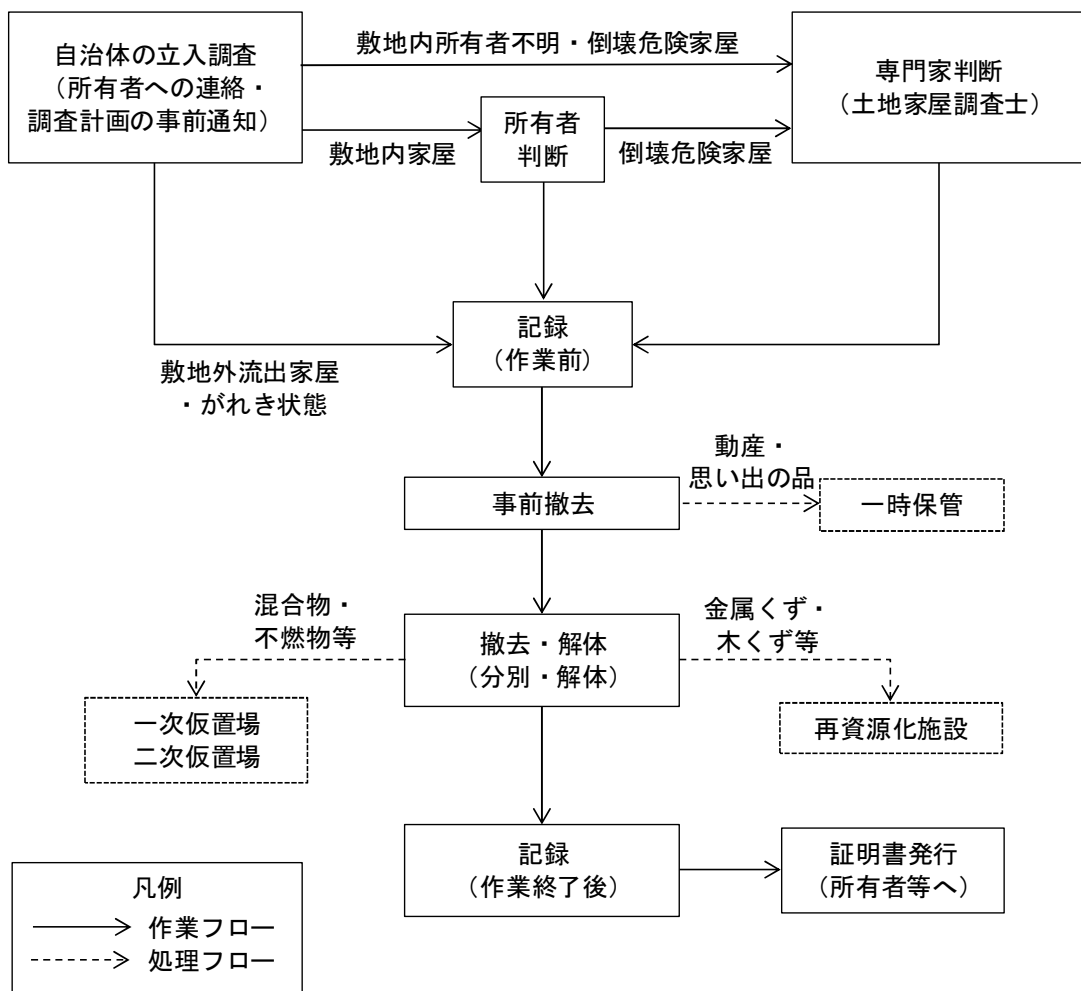 自治体の立入調査
（所有者への連絡・
調査計画の事前通知）
敷地内所有者不明・倒壊危険家屋
専門家判断
（土地家屋調査士）
敷地内家屋
所有者
判断
倒壊危険家屋
記録
（作業前）
敷地外流出家屋
・がれき状態
動産・
思い出の品
事前撤去
一時保管
混合物・
不燃物等
撤去・解体
（分別・解体）
金属くず・
木くず等
一次仮置場
二次仮置場
再資源化施設
記録
（作業終了後）
証明書発行
（所有者等へ）
凡例
作業フロー
処理フロー